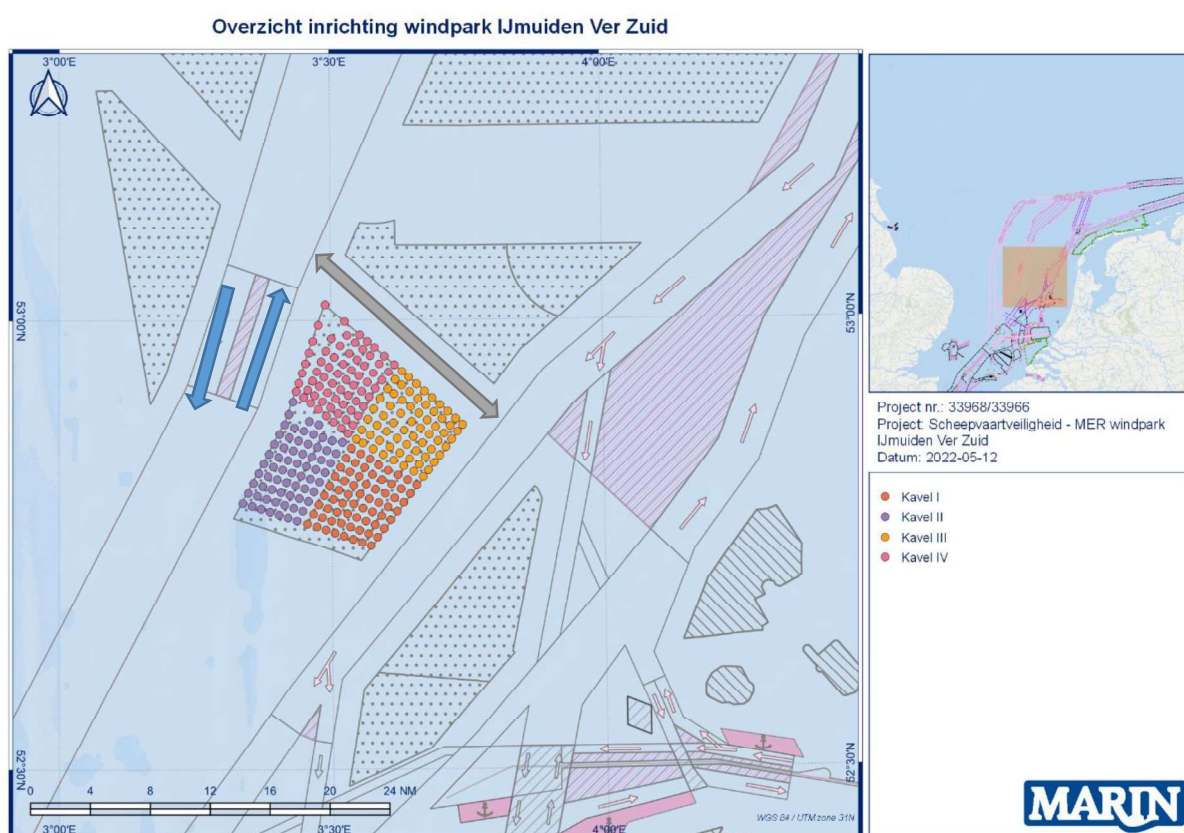 Overzicht inrichting windpark IJmuiden Ver Zuid
3°00'E
3°30'E
4°00'E
53°00'N
53°00'N
52°30'N
52°30'N
0 4 8 12 16 20 24 NM
WGS 84 / UTM zone 31N
3°00'E
3°30'E
4°00'E
Project nr.: 33968/33966
Project: Scheepvaartveiligheid - MER windpark
IJmuiden Ver Zuid
Datum: 2022-05-12
Kavel I
Kavel II
Kavel III
Kavel IV
MARIN